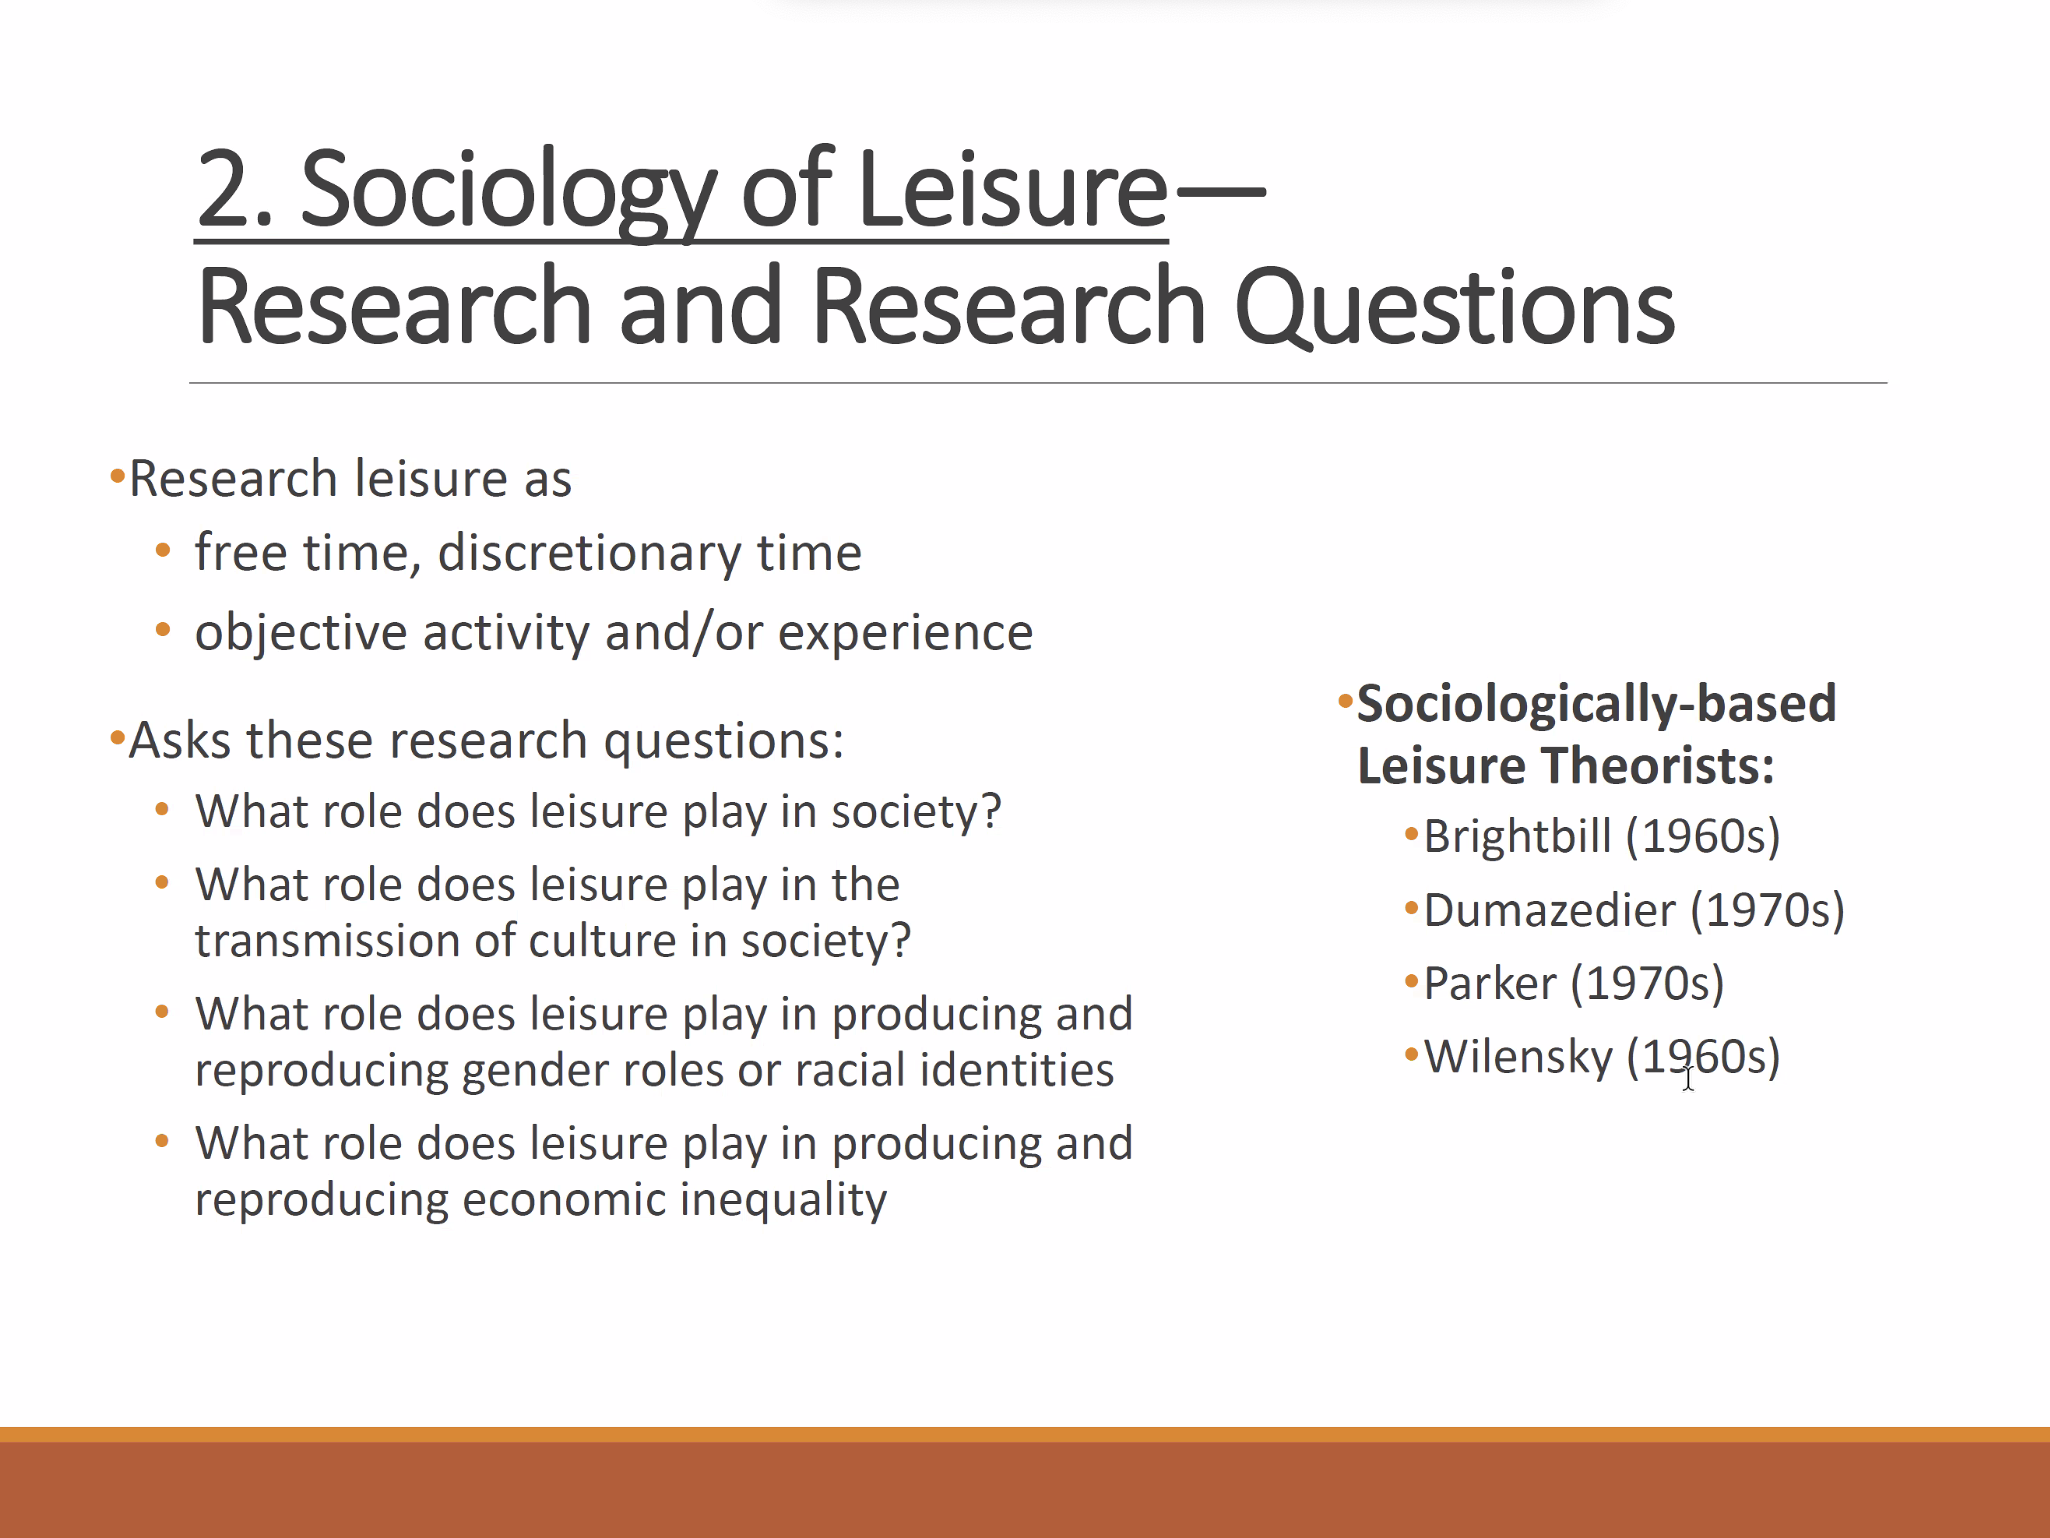 2. Sociology of Leisure—
Research and Research Questions
•Research leisure as
• free time, discretionary time
• objective activity and/or experience
•Asks these research questions:
• What role does leisure play in society?
• What role does leisure play in the
transmission of culture in society?
• What role does leisure play in producing and
reproducing gender roles or racial identities
• What role does leisure play in producing and
reproducing economic inequality
•Sociologically-based
Leisure Theorists:
•Brightbill (1960s)
•Dumazedier (1970s)
•Parker (1970s)
•Wilensky (1960s)